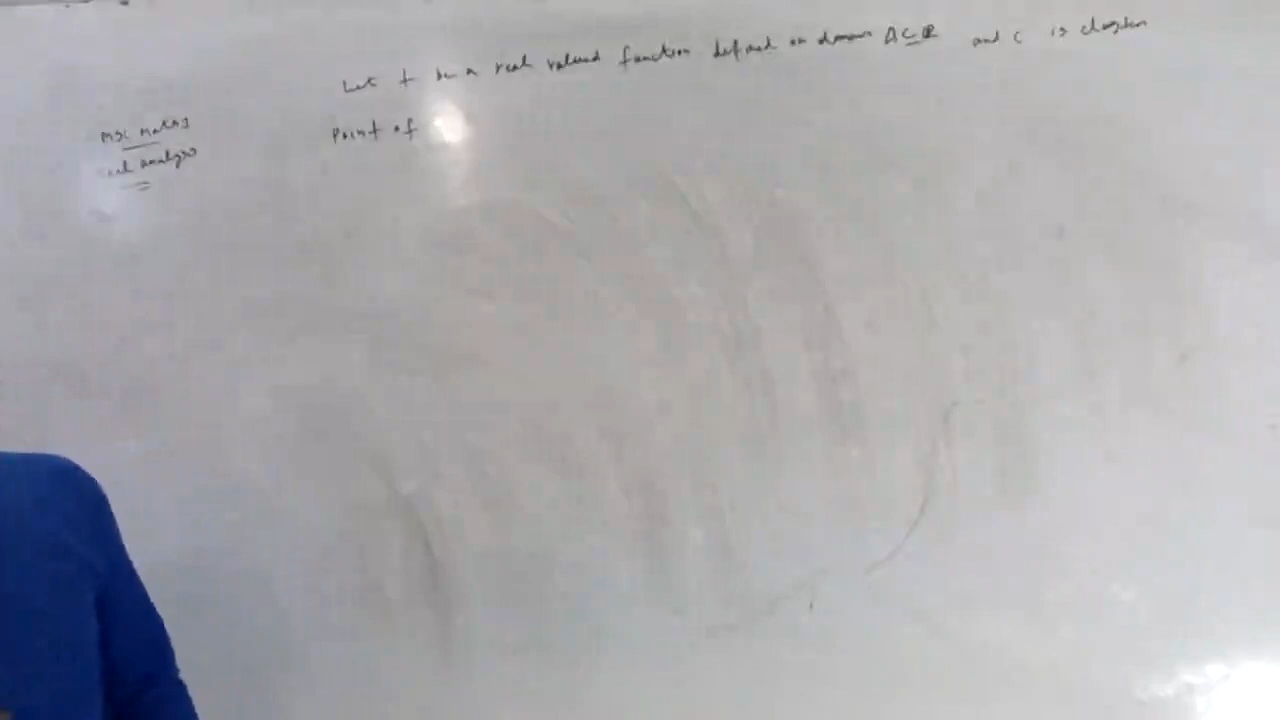 Let f be a real valued function defined on domain A ⊆ R and c is cluster
point of
MSC Maths
real analysis